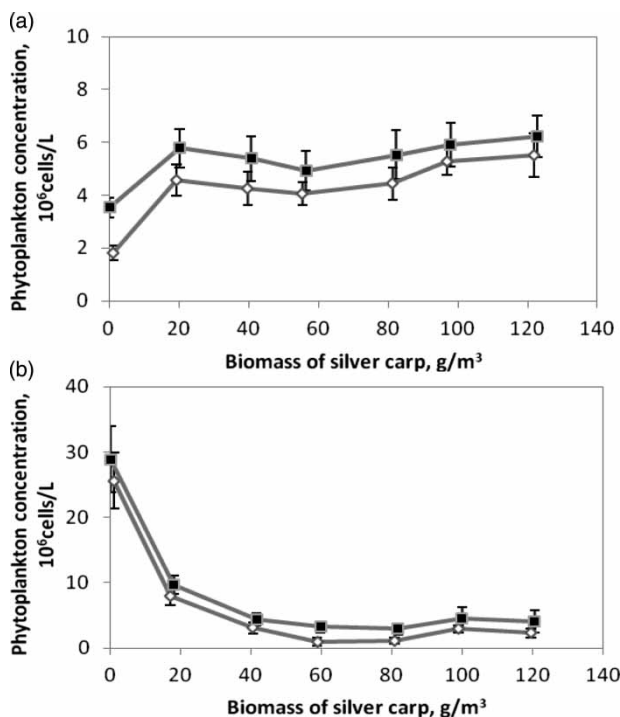 (a)
Phytoplankton concentration,
10⁶cells/L
10
8
6
4
2
0
0 20 40 60 80 100 120 140
Biomass of silver carp, g/m³
(b)
Phytoplankton concentration,
10⁶cells/L
40
30
20
10
0
0 20 40 60 80 100 120 140
Biomass of silver carp, g/m³